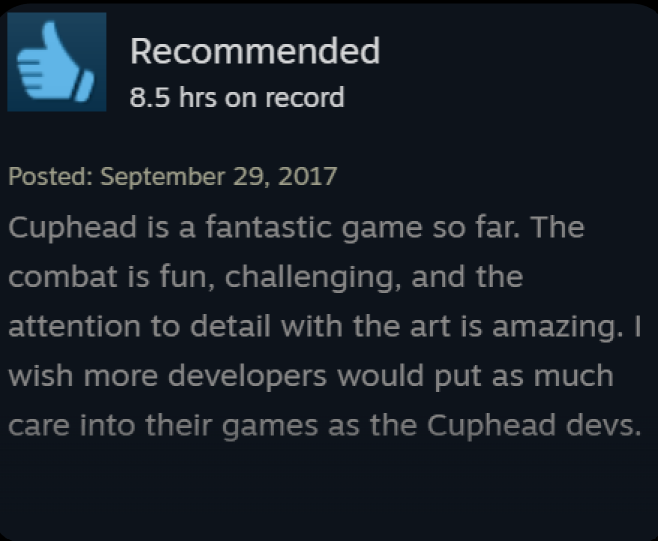 Recommended
8.5 hrs on record
Posted: September 29, 2017
Cuphead is a fantastic game so far. The
combat is fun, challenging, and the
attention to detail with the art is amazing. I
wish more developers would put as much
care into their games as the Cuphead devs.